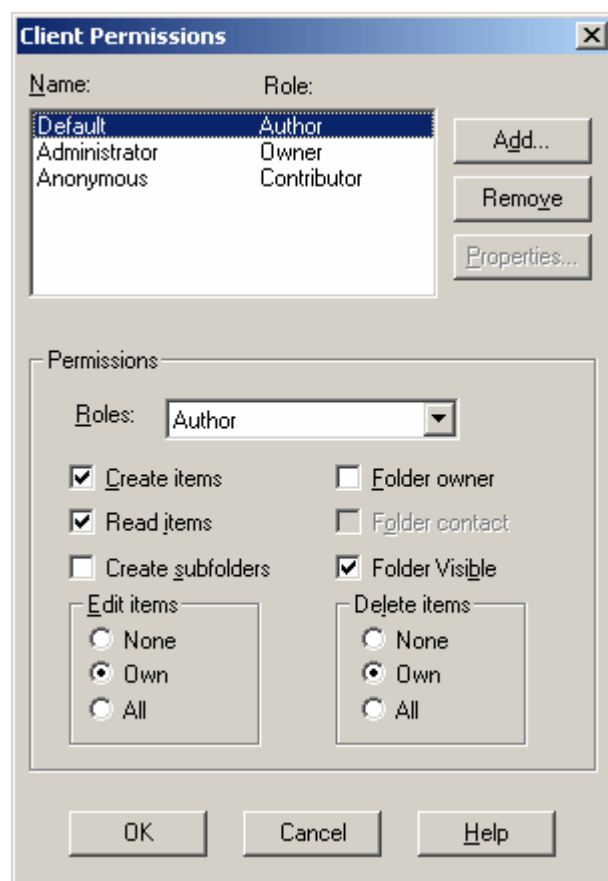 Client Permissions
Name: Role:
Default Author
Administrator Owner
Anonymous Contributor
Add...
Remove
Properties...
Permissions
Roles: Author
Create items Folder owner
Read items Folder contact
Create subfolders Folder Visible
Edit items Delete items
None None
Own Own
All All
OK Cancel Help